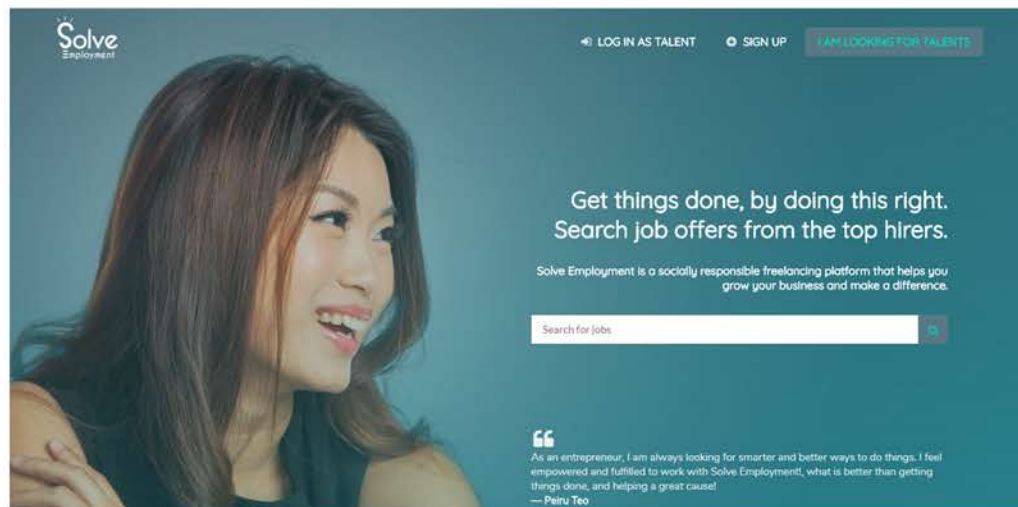 Solve
Employment
LOG IN AS TALENT
SIGN UP
I AM LOOKING FOR TALENTS
Get things done, by doing this right.
Search job offers from the top hirers.
Solve Employment is a socially responsible freelancing platform that helps you
grow your business and make a difference.
Search for jobs
As an entrepreneur, I am always looking for smarter and better ways to do things. I feel
empowered and fulfilled to work with Solve Employment!, what is better than getting
things done, and helping a great cause!
— Peiru Teo